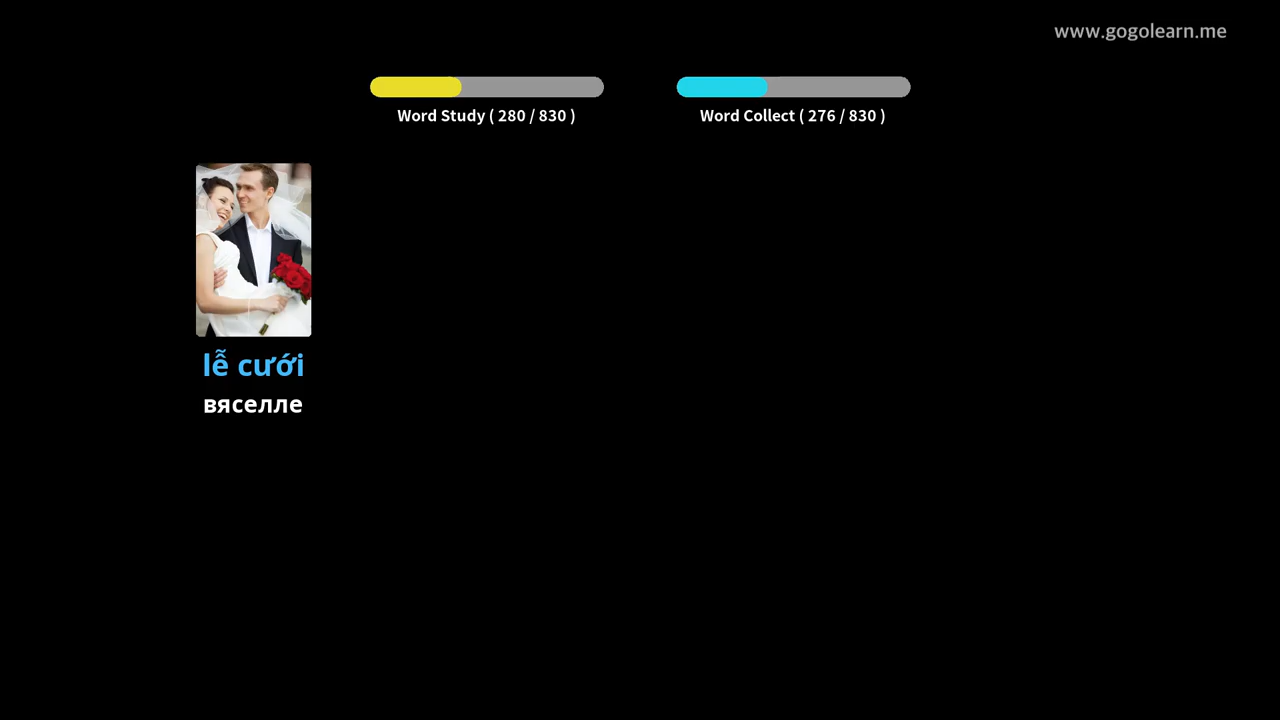 www.gogolearn.me
Word Study ( 280 / 830 )
Word Collect ( 276 / 830 )
lễ cưới
вяселле